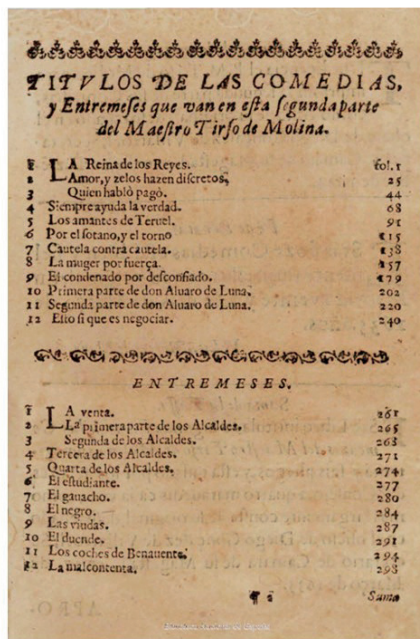 TITVLOS DE LAS COMEDIAS,
y Entremeses que van en esta segunda parte
del Maestro Tirso de Molina.
1 LA Reina de los Reyes. fol.1
2 Amor, y zelos hazen discretos, 25
3 Quien habló pagó. 44
4 Siempre ayuda la verdad. 68
5 Los amantes de Teruel. 91
6 Por el sotano, y el torno 115
7 Cautela contra cautela. 138
8 La muger por fuerça. 157
9 El condenado por desconfiado. 179
10 Primera parte de don Aluaro de Luna. 202
11 Segunda parte de don Aluaro de Luna. 220
12 Esto si que es negociar. 240
ENTREMESES.
1 LA venta. 261
2 La primera parte de los Alcaldes. 265
3 Segunda de los Alcaldes. 268
4 Tercera de los Alcaldes. 271
5 Quarta de los Alcaldes. 274
6 El estudiante. 277
7 El gauacho. 280
8 El negro. 284
9 Las viudas. 287
10 El duende. 291
11 Los coches de Benauente. 294
12 La malcontenta. 298
¶ 2 Suma